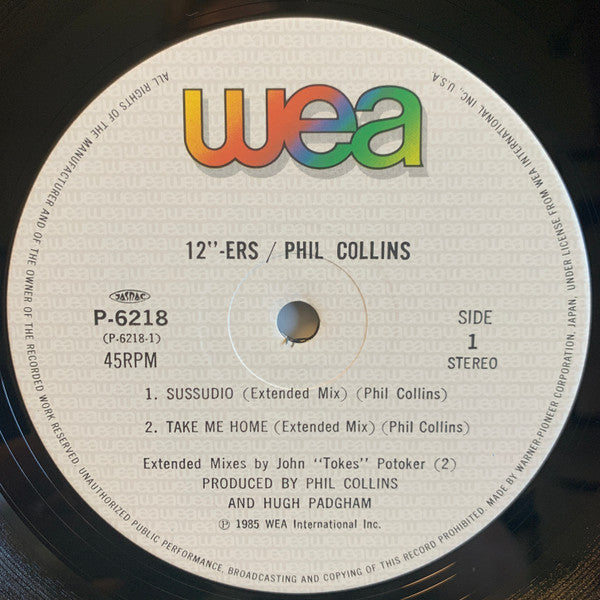 wea
12''-ERS / PHIL COLLINS
JASRAC
P-6218
(P-6218-1)
45RPM
SIDE
1
STEREO
1. SUSSUDIO (Extended Mix) (Phil Collins)
2. TAKE ME HOME (Extended Mix) (Phil Collins)
Extended Mixes by John "Tokes" Potoker (2)
PRODUCED BY PHIL COLLINS
AND HUGH PADGHAM
℗ 1985 WEA International Inc.
ALL RIGHTS OF THE MANUFACTURER AND OF THE OWNER OF THE RECORDED WORK RESERVED. UNAUTHORIZED PUBLIC PERFORMANCE, BROADCASTING AND COPYING OF THIS RECORD PROHIBITED. MADE BY WARNER-PIONEER CORPORATION, JAPAN, UNDER LICENSE FROM WEA INTERNATIONAL INC., U.S.A